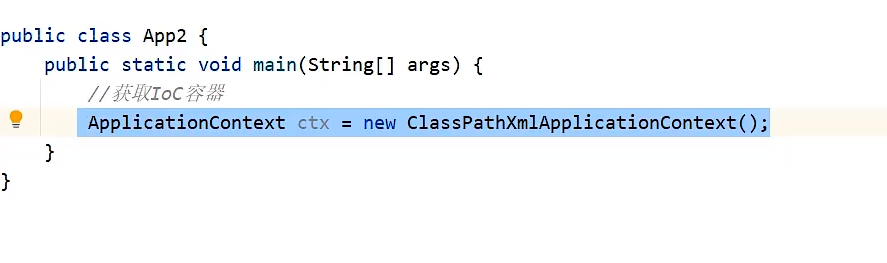 public class App2 {
    public static void main(String[] args) {
        //获取IoC容器
        ApplicationContext ctx = new ClassPathXmlApplicationContext();
    }
}